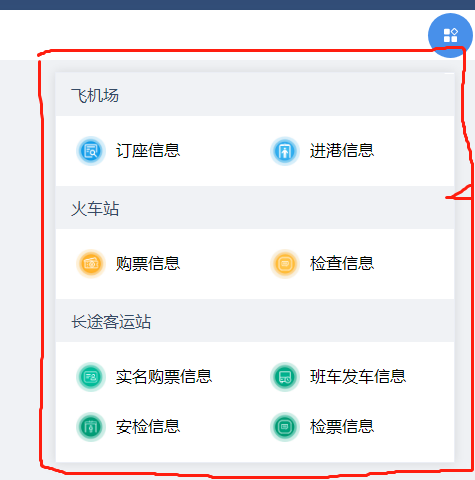 飞机场
订座信息 进港信息
火车站
购票信息 检查信息
长途客运站
实名购票信息 班车发车信息
安检信息 检票信息